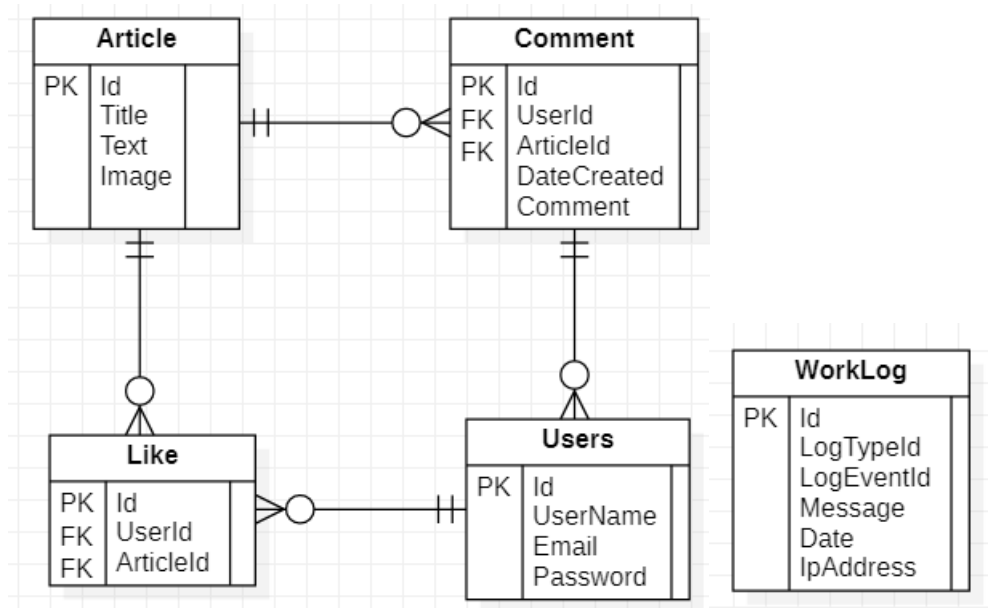 Article
PK Id
Title
Text
Image
Comment
PK Id
FK UserId
FK ArticleId
DateCreated
Comment
Like
PK Id
FK UserId
FK ArticleId
Users
PK Id
UserName
Email
Password
WorkLog
PK Id
LogTypeId
LogEventId
Message
Date
IpAddress